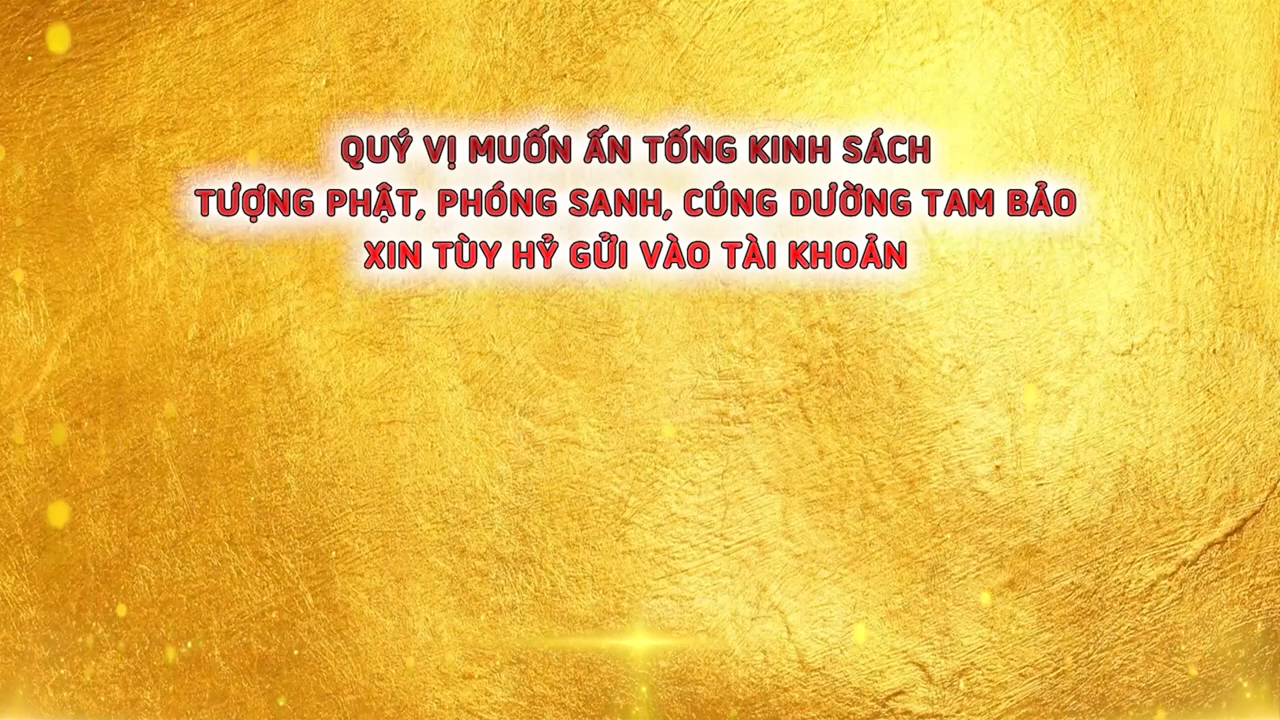 QUÝ VỊ MUỐN ẤN TỐNG KINH SÁCH
TƯỢNG PHẬT, PHÓNG SANH, CÚNG DƯỜNG TAM BẢO
XIN TÙY HỶ GỬI VÀO TÀI KHOẢN